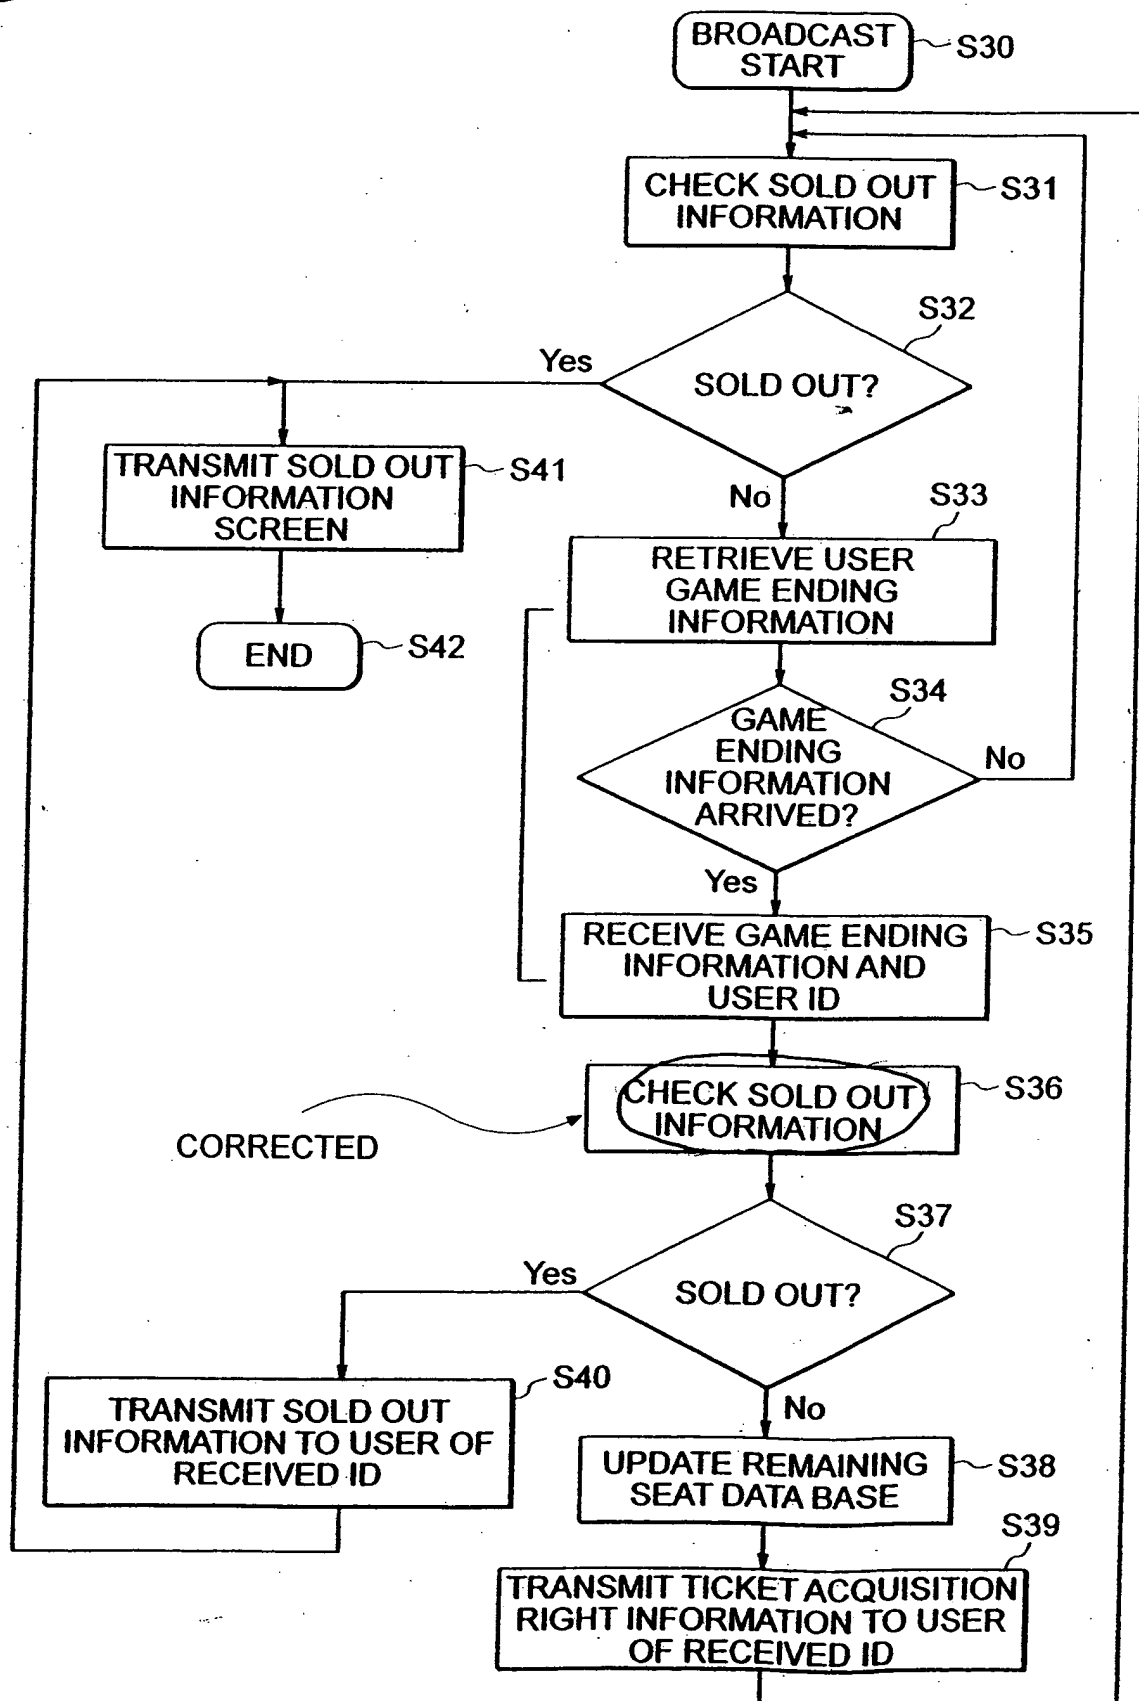 BROADCAST
START
S30
CHECK SOLD OUT
INFORMATION
S31
S32
Yes
SOLD OUT?
TRANSMIT SOLD OUT
INFORMATION
SCREEN
S41
No
S33
RETRIEVE USER
GAME ENDING
INFORMATION
END
S42
S34
GAME
ENDING
INFORMATION
ARRIVED?
No
Yes
RECEIVE GAME ENDING
INFORMATION AND
USER ID
S35
CHECK SOLD OUT
INFORMATION
S36
CORRECTED
S37
Yes
SOLD OUT?
S40
TRANSMIT SOLD OUT
INFORMATION TO USER OF
RECEIVED ID
No
UPDATE REMAINING
SEAT DATA BASE
S38
S39
TRANSMIT TICKET ACQUISITION
RIGHT INFORMATION TO USER
OF RECEIVED ID